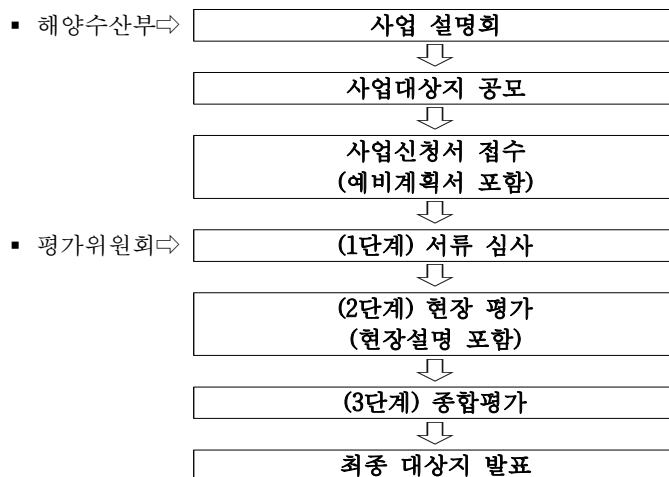 ▪ 해양수산부⇨ 사업 설명회
사업대상지 공모
사업신청서 접수
(예비계획서 포함)
▪ 평가위원회⇨ (1단계) 서류 심사
(2단계) 현장 평가
(현장설명 포함)
(3단계) 종합평가
최종 대상지 발표